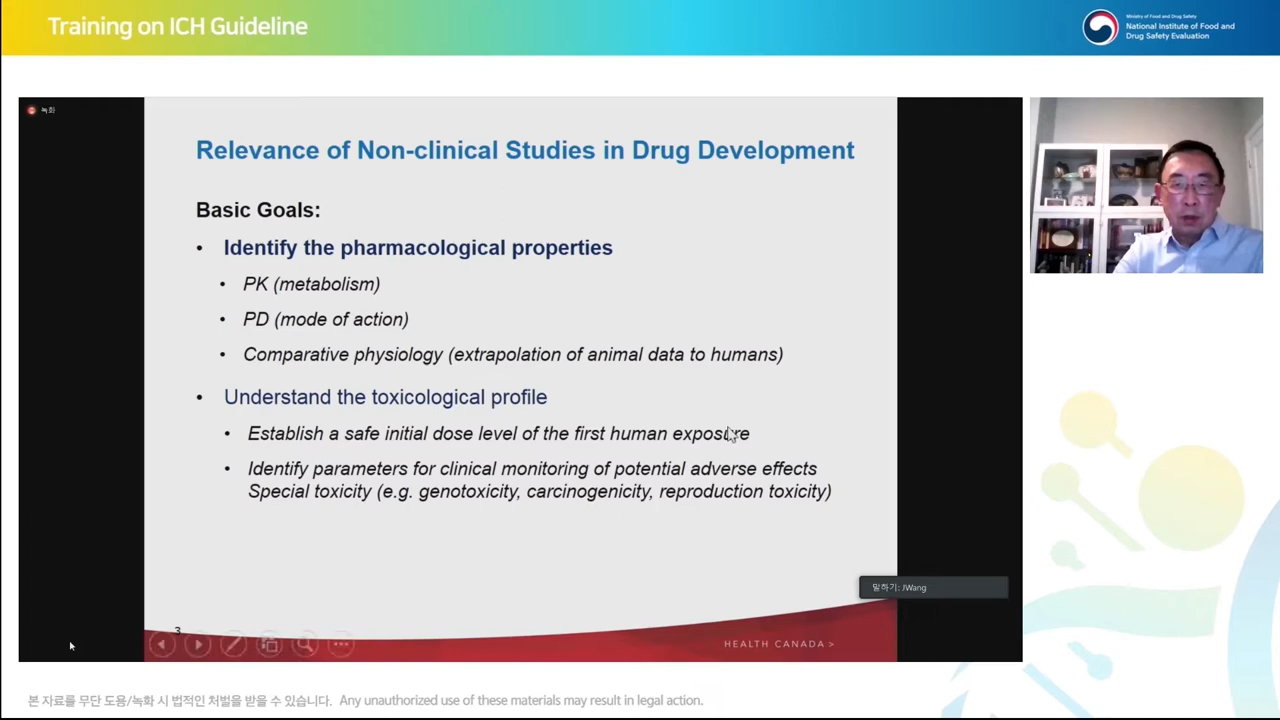 Training on ICH Guideline
Ministry of Food and Drug Safety
National Institute of Food and
Drug Safety Evaluation
녹화
Relevance of Non-clinical Studies in Drug Development
Basic Goals:
• Identify the pharmacological properties
• PK (metabolism)
• PD (mode of action)
• Comparative physiology (extrapolation of animal data to humans)
• Understand the toxicological profile
• Establish a safe initial dose level of the first human exposure
• Identify parameters for clinical monitoring of potential adverse effects
Special toxicity (e.g. genotoxicity, carcinogenicity, reproduction toxicity)
말하기: JWang
3
HEALTH CANADA >
본 자료를 무단 도용/녹화 시 법적인 처벌을 받을 수 있습니다. Any unauthorized use of these materials may result in legal action.